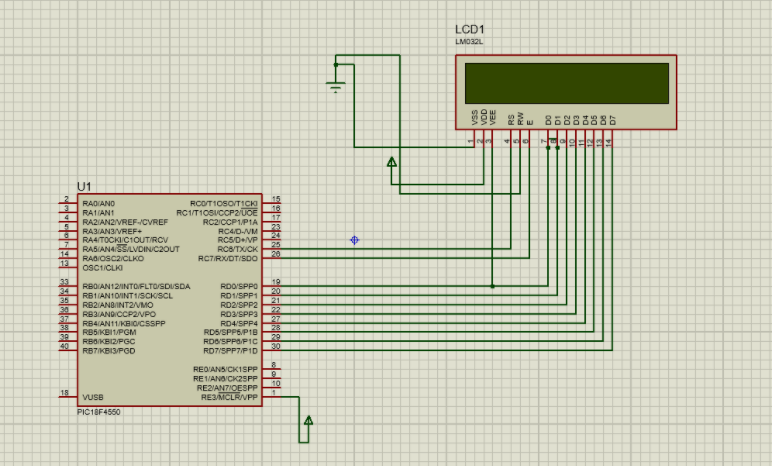 LCD1
LM032L
VSS VDD VEE RS RW E D0 D1 D2 D3 D4 D5 D6 D7
1 2 3 4 5 6 7 8 9 10 11 12 13 14
U1
2 RA0/AN0 RC0/T1OSO/T1CKI 15
3 RA1/AN1 RC1/T1OSI/CCP2/UOE 16
4 RA2/AN2/VREF-/CVREF RC2/CCP1/P1A 17
5 RA3/AN3/VREF+ RC4/D-/VM 23
6 RA4/T0CKI/C1OUT/RCV RC5/D+/VP 24
7 RA5/AN4/SS/LVDIN/C2OUT RC6/TX/CK 25
14 RA6/OSC2/CLKO RC7/RX/DT/SDO 26
13 OSC1/CLKI
33 RB0/AN12/INT0/FLT0/SDI/SDA RD0/SPP0 19
34 RB1/AN10/INT1/SCK/SCL RD1/SPP1 20
35 RB2/AN8/INT2/VMO RD2/SPP2 21
36 RB3/AN9/CCP2/VPO RD3/SPP3 22
37 RB4/AN11/KBI0/CSSPP RD4/SPP4 27
38 RB5/KBI1/PGM RD5/SPP5/P1B 28
39 RB6/KBI2/PGC RD6/SPP6/P1C 29
40 RB7/KBI3/PGD RD7/SPP7/P1D 30
RE0/AN5/CK1SPP 8
RE1/AN6/CK2SPP 9
RE2/AN7/OESPP 10
18 VUSB RE3/MCLR/VPP 1
PIC18F4550